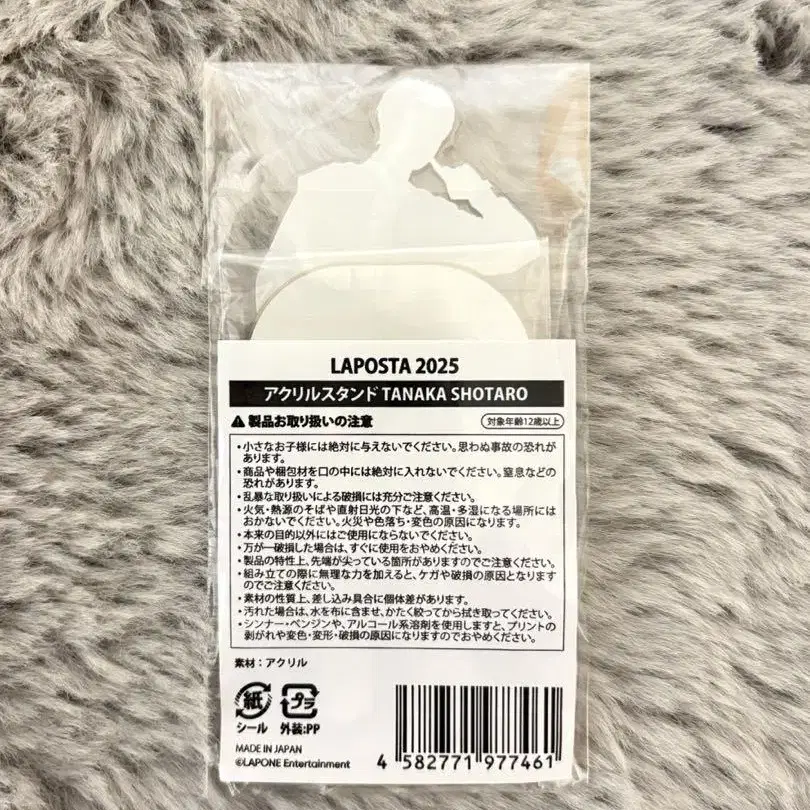 LAPOSTA 2025
アクリルスタンド TANAKA SHOTARO
製品お取り扱いの注意
対象年齢12歳以上
・小さなお子様には絶対に与えないでください。思わぬ事故の恐れが
あります。
・商品や梱包材を口の中には絶対に入れないでください。窒息などの
恐れがあります。
・乱暴な取り扱いによる破損には充分ご注意ください。
・火気・熱源のそばや直射日光の下など、高温・多湿になる場所には
おかないでください。火災や色落ち・変色の原因になります。
・本来の目的以外にはご使用にならないでください。
・万が一破損した場合は、すぐに使用をおやめください。
・製品の特性上、先端が尖っている箇所がありますのでご注意ください。
・組み立ての際に無理な力を加えると、ケガや破損の原因となります
のでご注意ください。
・素材の性質上、差し込み具合に個体差があります。
・汚れた場合は、水を布に含ませ、かたく絞ってから拭き取ってください。
・シンナー・ベンジンや、アルコール系溶剤を使用しますと、プリントの
剥がれや変色・変形・破損の原因になりますのでおやめください。
素材：アクリル
紙 プラ
シール 外装:PP
MADE IN JAPAN
©LAPONE Entertainment
4 582771 977461